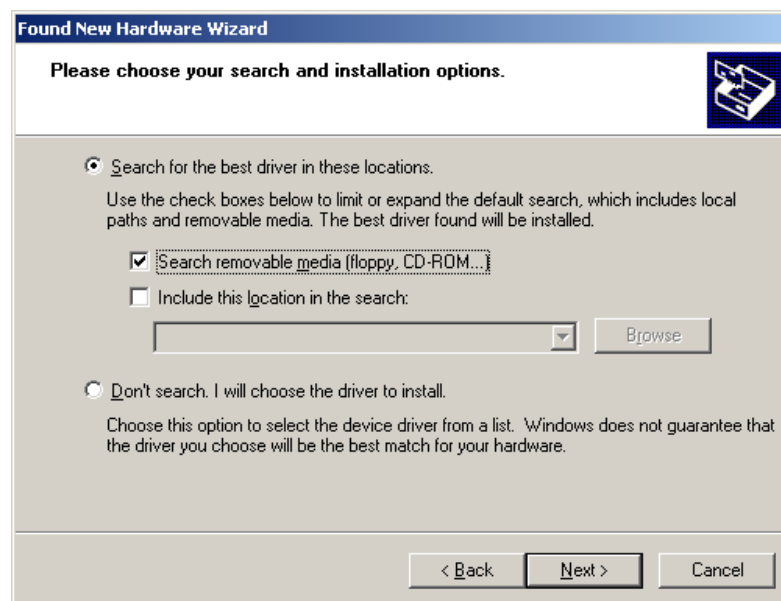 Found New Hardware Wizard
Please choose your search and installation options.
Search for the best driver in these locations.
Use the check boxes below to limit or expand the default search, which includes local
paths and removable media. The best driver found will be installed.
Search removable media (floppy, CD-ROM...)
Include this location in the search:
Browse
Don't search. I will choose the driver to install.
Choose this option to select the device driver from a list. Windows does not guarantee that
the driver you choose will be the best match for your hardware.
< Back Next > Cancel